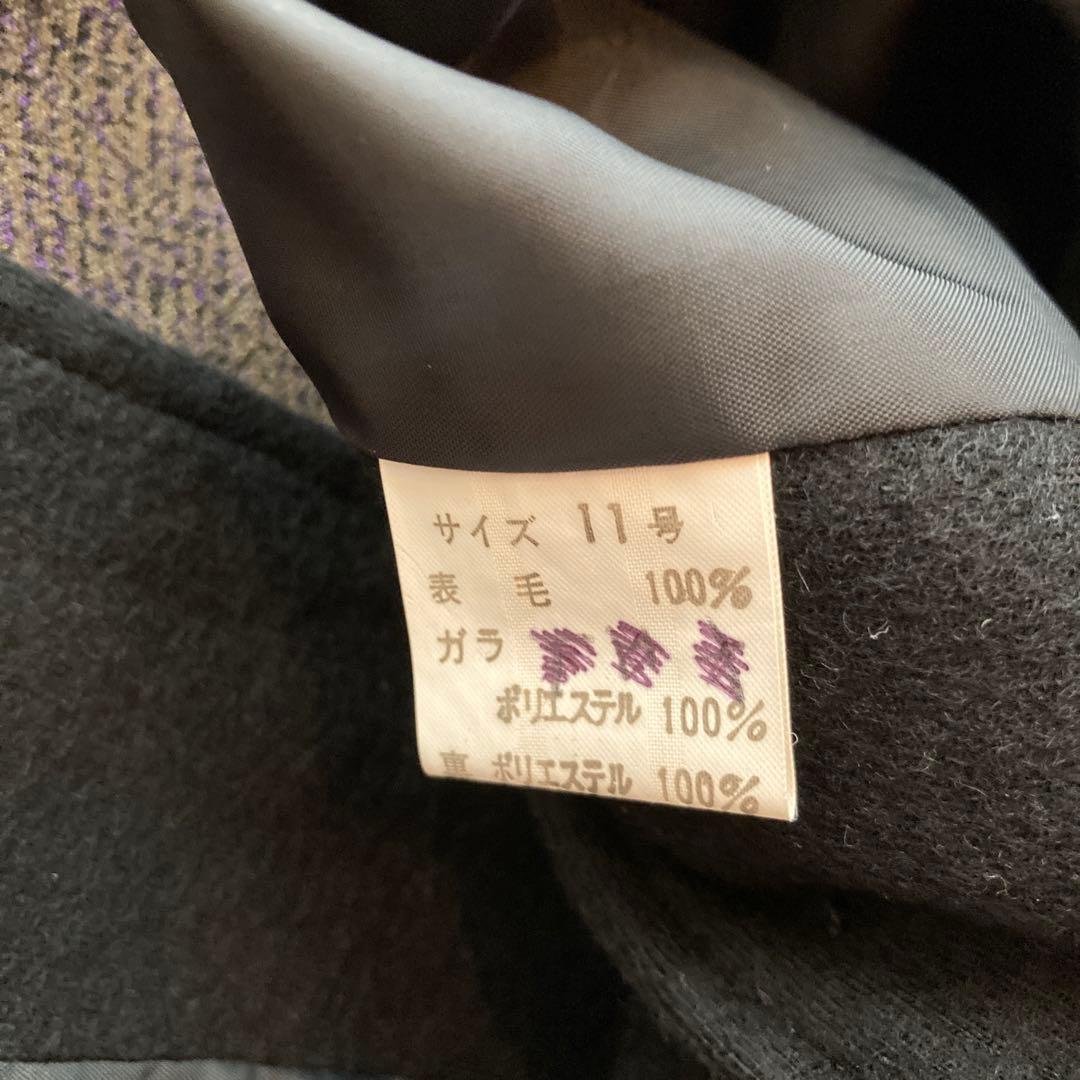 サイズ 11号
表 毛 100%
ガラ
ポリエステル 100%
裏 ポリエステル 100%